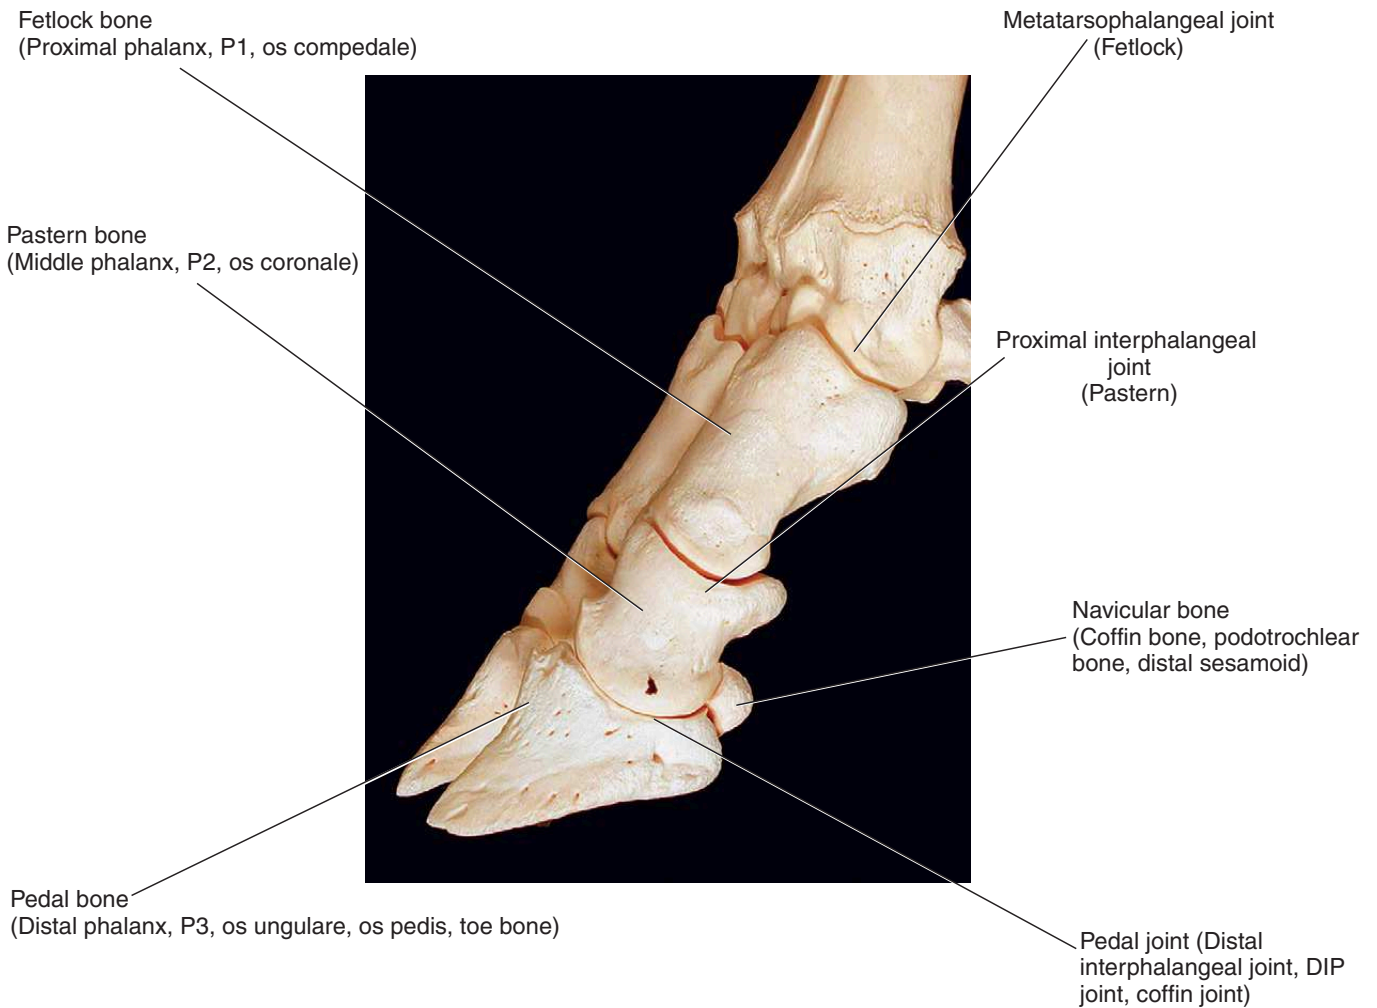 Fetlock bone
(Proximal phalanx, P1, os compedale)
Metatarsophalangeal joint
(Fetlock)
Pastern bone
(Middle phalanx, P2, os coronale)
Proximal interphalangeal
joint
(Pastern)
Navicular bone
(Coffin bone, podotrochlear
bone, distal sesamoid)
Pedal bone
(Distal phalanx, P3, os ungulare, os pedis, toe bone)
Pedal joint (Distal
interphalangeal joint, DIP
joint, coffin joint)